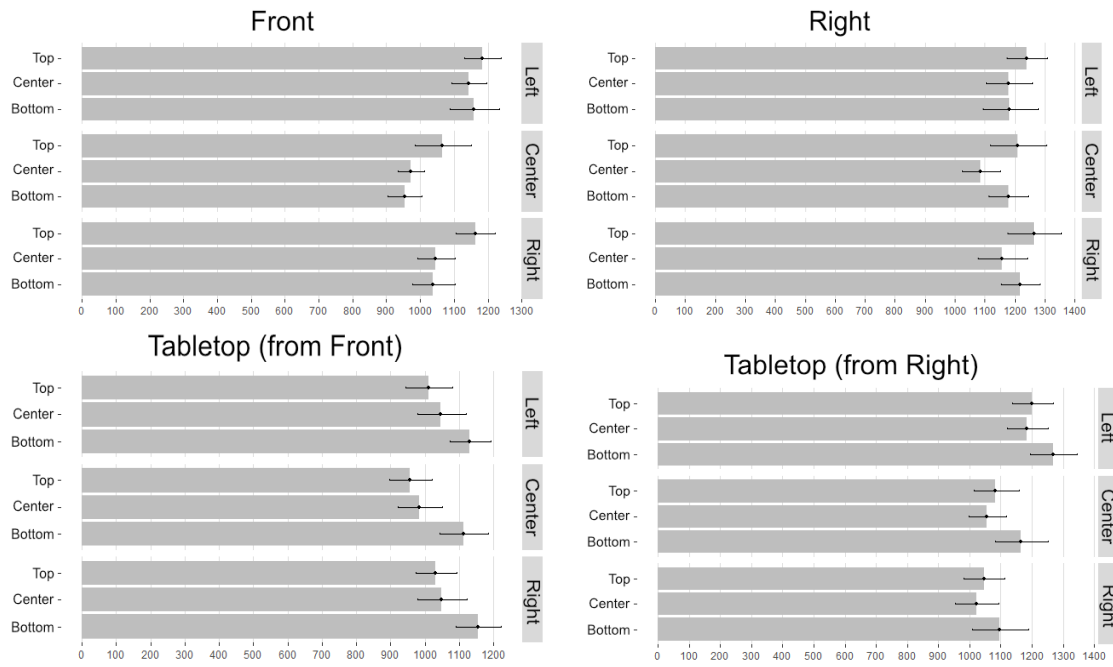 Front
Top
Center
Bottom
Left
Top
Center
Bottom
Center
Top
Center
Bottom
Right
0 100 200 300 400 500 600 700 800 900 1000 1100 1200 1300
Right
Top
Center
Bottom
Left
Top
Center
Bottom
Center
Top
Center
Bottom
Right
0 100 200 300 400 500 600 700 800 900 1000 1100 1200 1300 1400
Tabletop (from Front)
Top
Center
Bottom
Left
Top
Center
Bottom
Center
Top
Center
Bottom
Right
0 100 200 300 400 500 600 700 800 900 1000 1100 1200
Tabletop (from Right)
Top
Center
Bottom
Left
Top
Center
Bottom
Center
Top
Center
Bottom
Right
0 100 200 300 400 500 600 700 800 900 1000 1100 1200 1300 1400